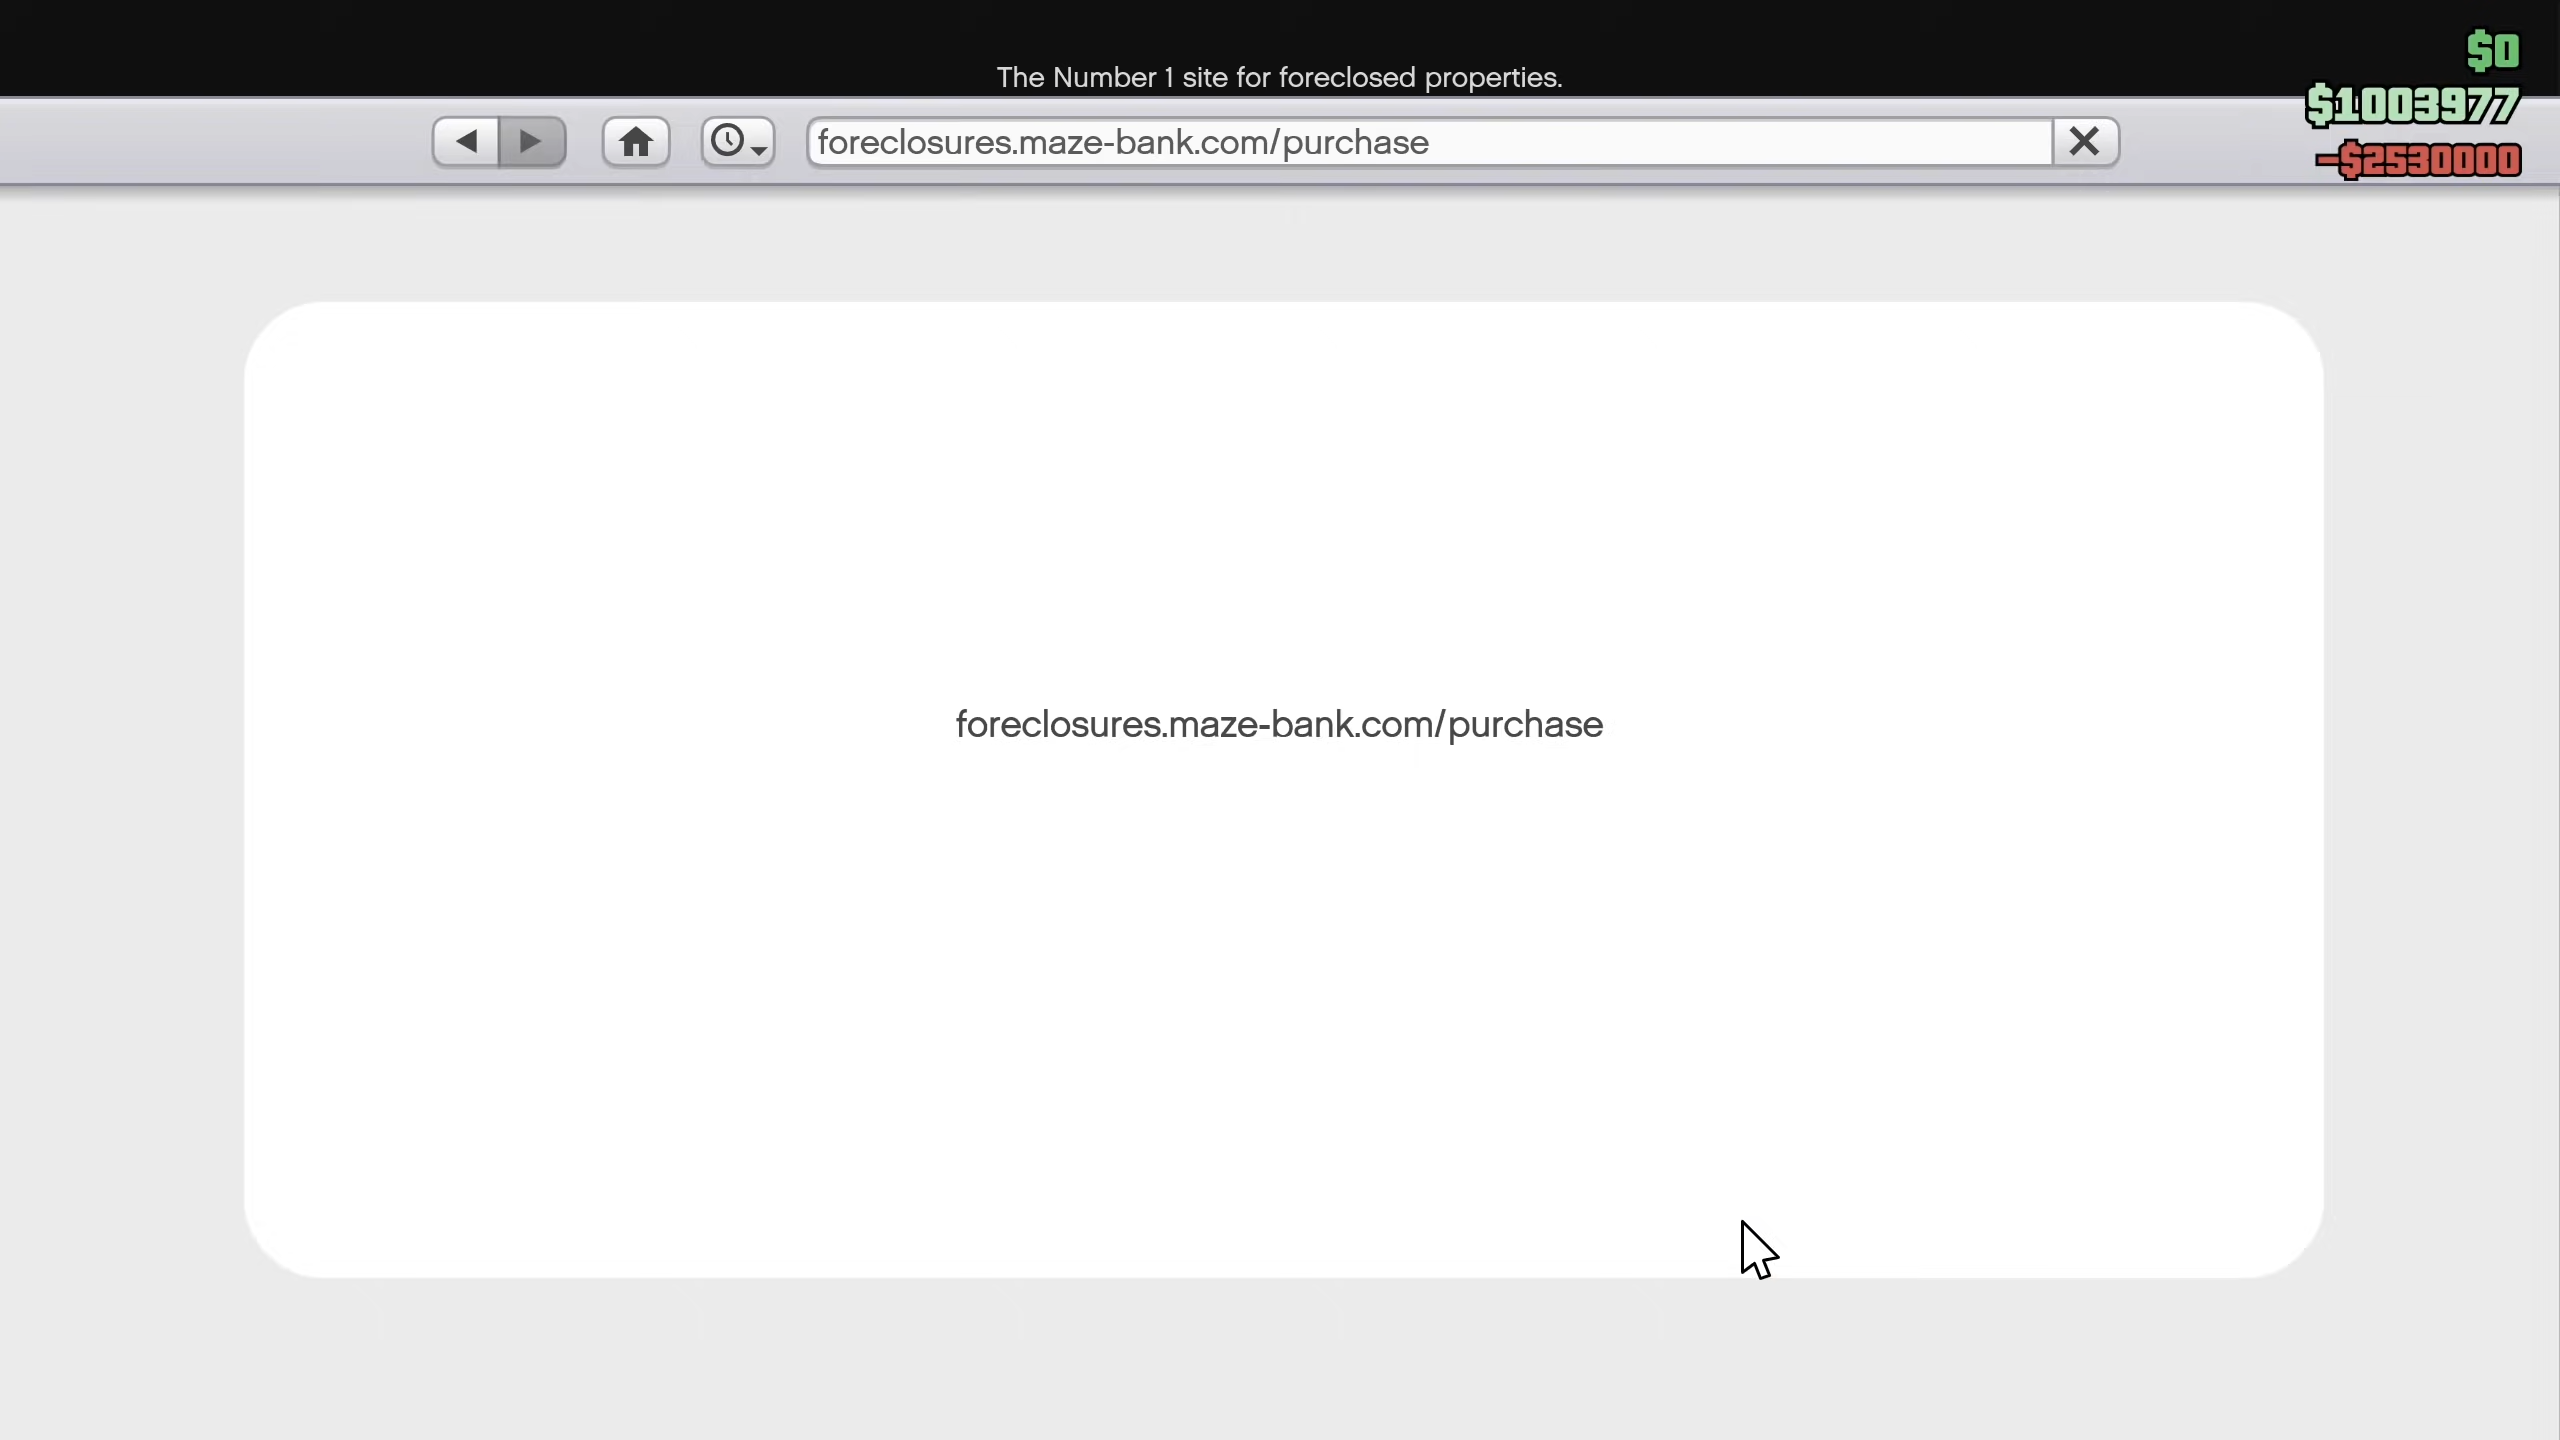 The Number 1 site for foreclosed properties.
$0
$1003977
-$2530000
foreclosures.maze-bank.com/purchase
foreclosures.maze-bank.com/purchase